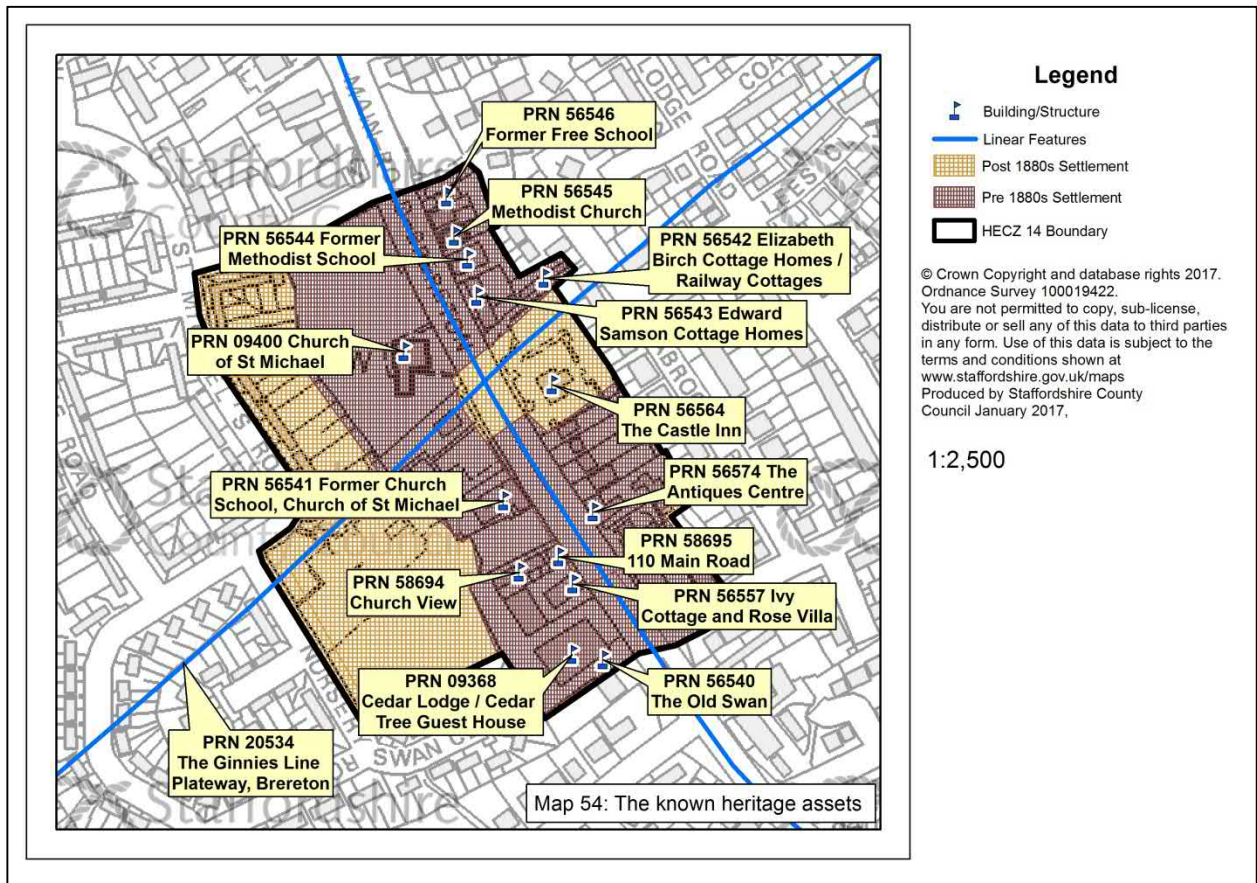 PRN 56546
Former Free School
PRN 56545
Methodist Church
PRN 56544 Former
Methodist School
PRN 56542 Elizabeth
Birch Cottage Homes /
Railway Cottages
PRN 56543 Edward
Samson Cottage Homes
PRN 09400 Church
of St Michael
PRN 56564
The Castle Inn
PRN 56541 Former Church
School, Church of St Michael
PRN 56574 The
Antiques Centre
PRN 58695
110 Main Road
PRN 58694
Church View
PRN 56557 Ivy
Cottage and Rose Villa
PRN 09368
Cedar Lodge / Cedar
Tree Guest House
PRN 56540
The Old Swan
PRN 20534
The Ginnies Line
Plateway, Brereton
LODGE ROAD
ROAD
SWAN
Staffordshire
Staffordshire
Map 54: The known heritage assets
Legend
Building/Structure
Linear Features
Post 1880s Settlement
Pre 1880s Settlement
HECZ 14 Boundary
© Crown Copyright and database rights 2017.
Ordnance Survey 100019422.
You are not permitted to copy, sub-license,
distribute or sell any of this data to third parties
in any form. Use of this data is subject to the
terms and conditions shown at
www.staffordshire.gov.uk/maps
Produced by Staffordshire County
Council January 2017,
1:2,500